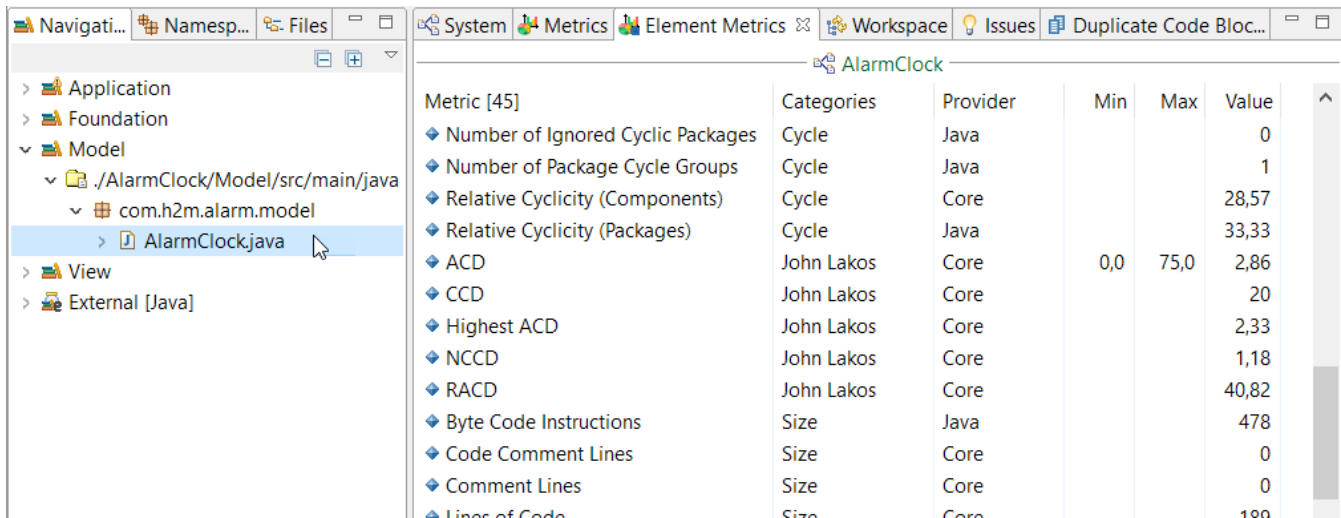 Navigati... Namesp... Files
Application
Foundation
Model
./AlarmClock/Model/src/main/java
com.h2m.alarm.model
AlarmClock.java
View
External [Java]
System Metrics Element Metrics Workspace Issues Duplicate Code Bloc...
AlarmClock
Metric [45] Categories Provider Min Max Value
Number of Ignored Cyclic Packages Cycle Java 0
Number of Package Cycle Groups Cycle Java 1
Relative Cyclicity (Components) Cycle Core 28,57
Relative Cyclicity (Packages) Cycle Java 33,33
ACD John Lakos Core 0,0 75,0 2,86
CCD John Lakos Core 20
Highest ACD John Lakos Core 2,33
NCCD John Lakos Core 1,18
RACD John Lakos Core 40,82
Byte Code Instructions Size Java 478
Code Comment Lines Size Core 0
Comment Lines Size Core 0
Lines of Code Size Core 189